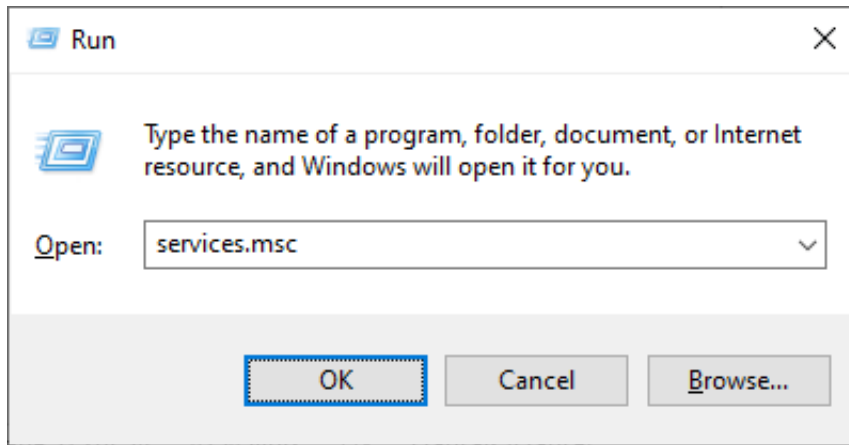 Run
Type the name of a program, folder, document, or Internet
resource, and Windows will open it for you.
Open: services.msc
OK Cancel Browse...